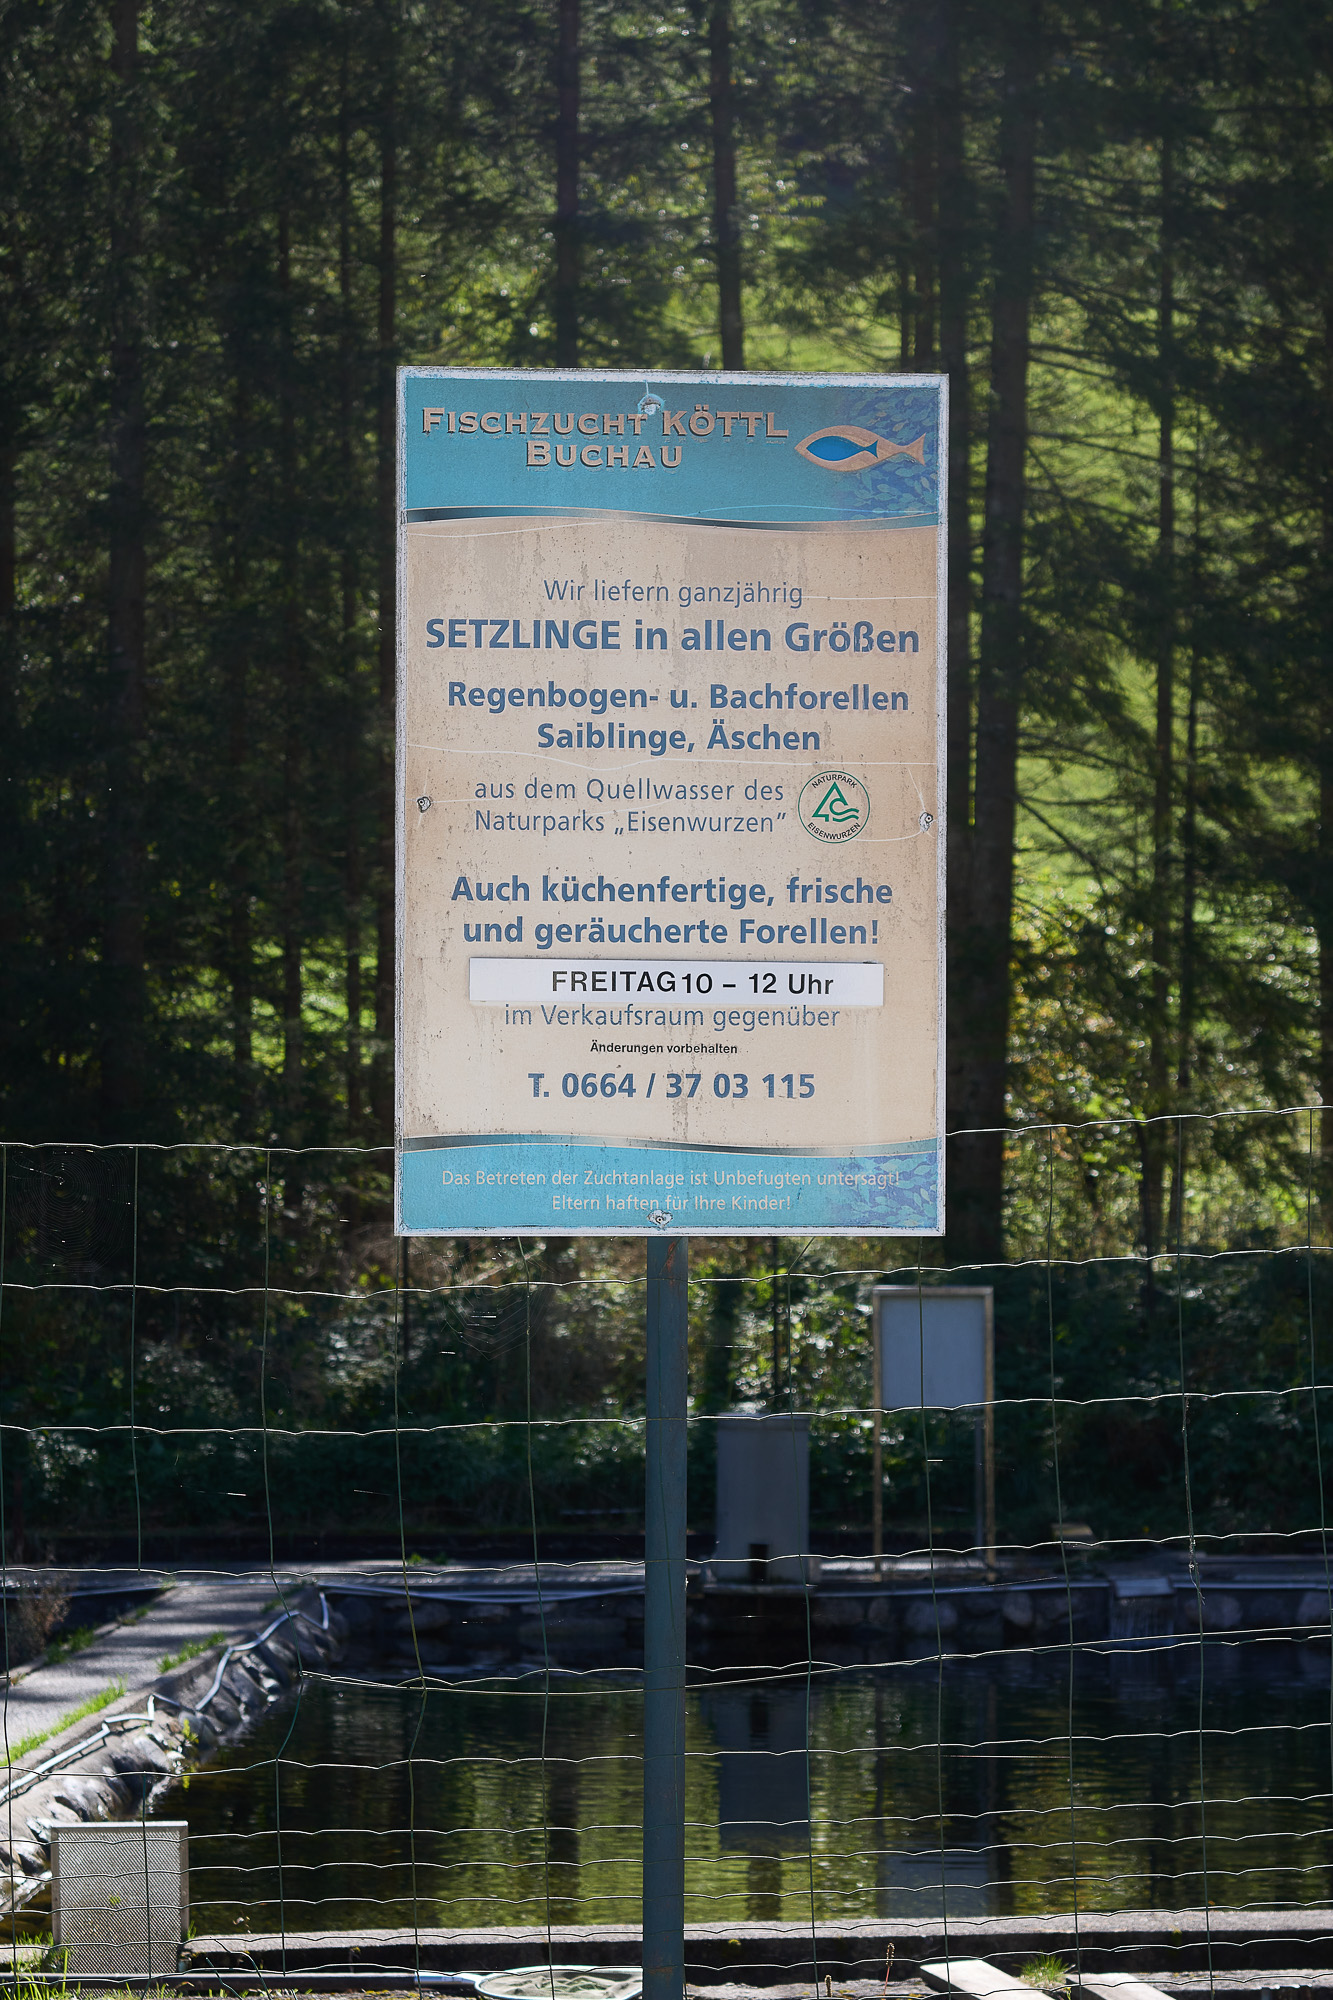 FISCHZUCHT KÖTTL
BUCHAU
Wir liefern ganzjährig
SETZLINGE in allen Größen
Regenbogen- u. Bachforellen
Saiblinge, Äschen
aus dem Quellwasser des
Naturparks „Eisenwurzen”
NATURPARK
EISENWURZEN
Auch küchenfertige, frische
und geräucherte Forellen!
FREITAG 10 – 12 Uhr
im Verkaufsraum gegenüber
Änderungen vorbehalten
T. 0664 / 37 03 115
Das Betreten der Zuchtanlage ist Unbefugten untersagt!
Eltern haften für Ihre Kinder!